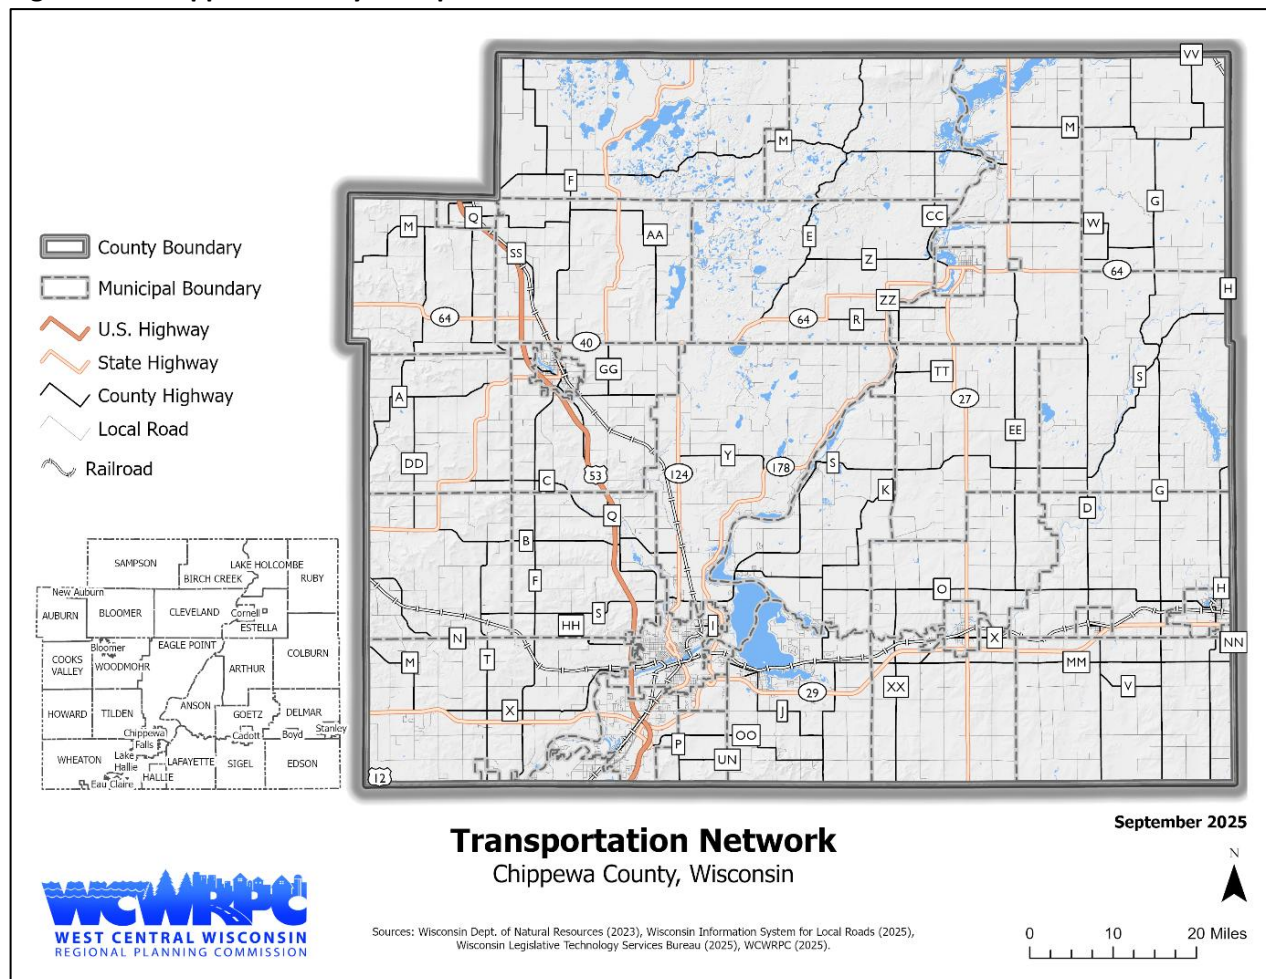 VV
M
M
F
G
Q
CC
W
M
AA
E
SS
Z
64
H
ZZ
64
64
R
40
GG
TT
S
A
27
EE
Y
DD
178
S
53
124
C
K
G
Q
D
B
F
O
H
S
HH
I
X
N
NN
M
T
MM
XX
V
29
X
J
OO
P
UN
12
County Boundary
Municipal Boundary
U.S. Highway
State Highway
County Highway
Local Road
Railroad
SAMPSON
LAKE HOLCOMBE
BIRCH CREEK
RUBY
New Auburn
AUBURN
BLOOMER
CLEVELAND
Cornell
ESTELLA
EAGLE POINT
Bloomer
COOKS
VALLEY
WOODMOHR
ARTHUR
COLBURN
ANSON
HOWARD
TILDEN
GOETZ
DELMAR
Chippewa
Falls
Cadott
Boyd
Stanley
WHEATON
Lake
Hallie
LAFAYETTE
SIGEL
EDSON
HALLIE
Eau Claire
September 2025
Transportation Network
Chippewa County, Wisconsin
N
WCWRPC
WEST CENTRAL WISCONSIN
REGIONAL PLANNING COMMISSION
Sources: Wisconsin Dept. of Natural Resources (2023), Wisconsin Information System for Local Roads (2025),
Wisconsin Legislative Technology Services Bureau (2025), WCWRPC (2025).
0 10 20 Miles